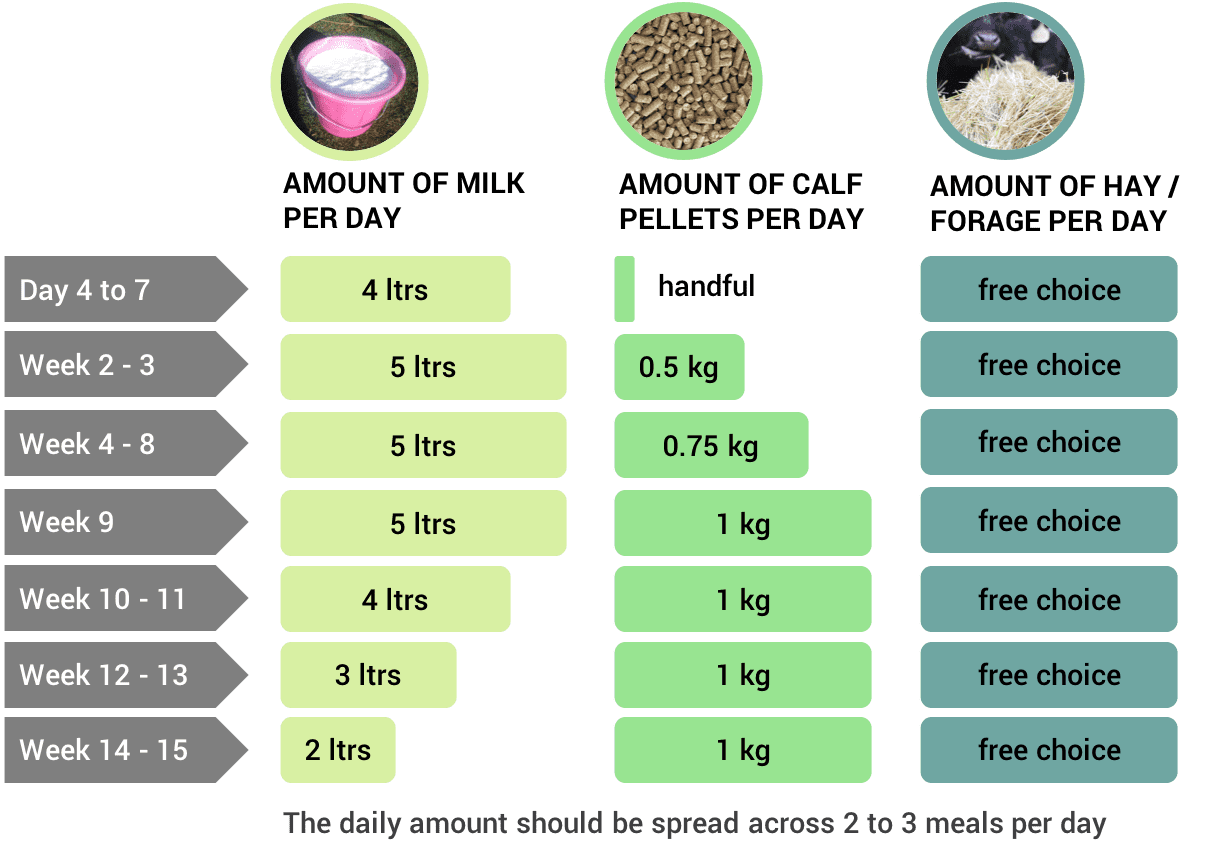 AMOUNT OF MILK
PER DAY
AMOUNT OF CALF
PELLETS PER DAY
AMOUNT OF HAY /
FORAGE PER DAY
Day 4 to 7
4 ltrs
handful
free choice
Week 2 - 3
5 ltrs
0.5 kg
free choice
Week 4 - 8
5 ltrs
0.75 kg
free choice
Week 9
5 ltrs
1 kg
free choice
Week 10 - 11
4 ltrs
1 kg
free choice
Week 12 - 13
3 ltrs
1 kg
free choice
Week 14 - 15
2 ltrs
1 kg
free choice
The daily amount should be spread across 2 to 3 meals per day